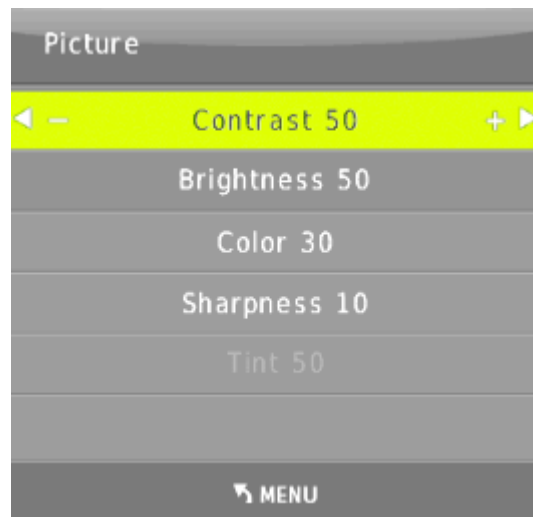 Picture
− Contrast 50 +
Brightness 50
Color 30
Sharpness 10
Tint 50
MENU